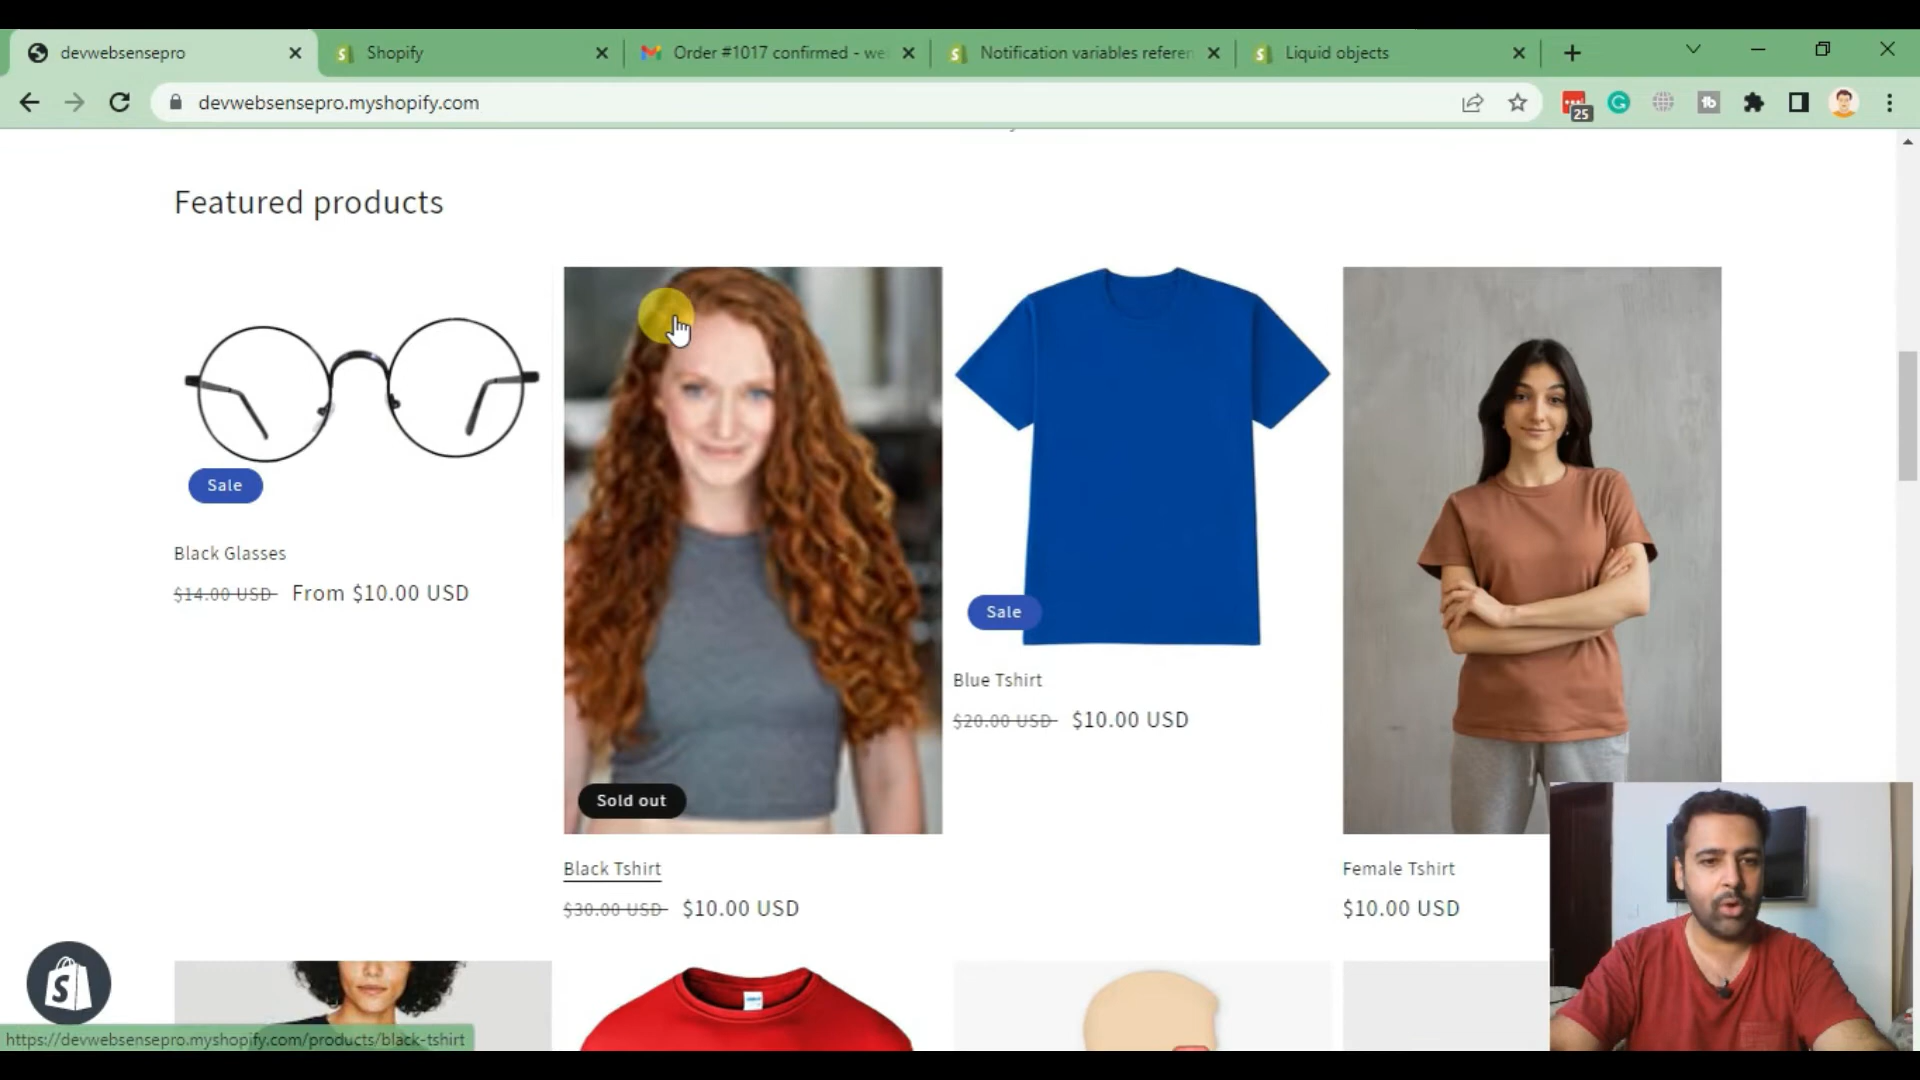 devwebsensepro
Shopify
Order #1017 confirmed - we
Notification variables referen
Liquid objects
devwebsensepro.myshopify.com
25
Featured products
Sale
Black Glasses
$14.00 USD From $10.00 USD
Sold out
Black Tshirt
$30.00 USD $10.00 USD
Sale
Blue Tshirt
$20.00 USD $10.00 USD
Female Tshirt
$10.00 USD
https://devwebsensepro.myshopify.com/products/black-tshirt